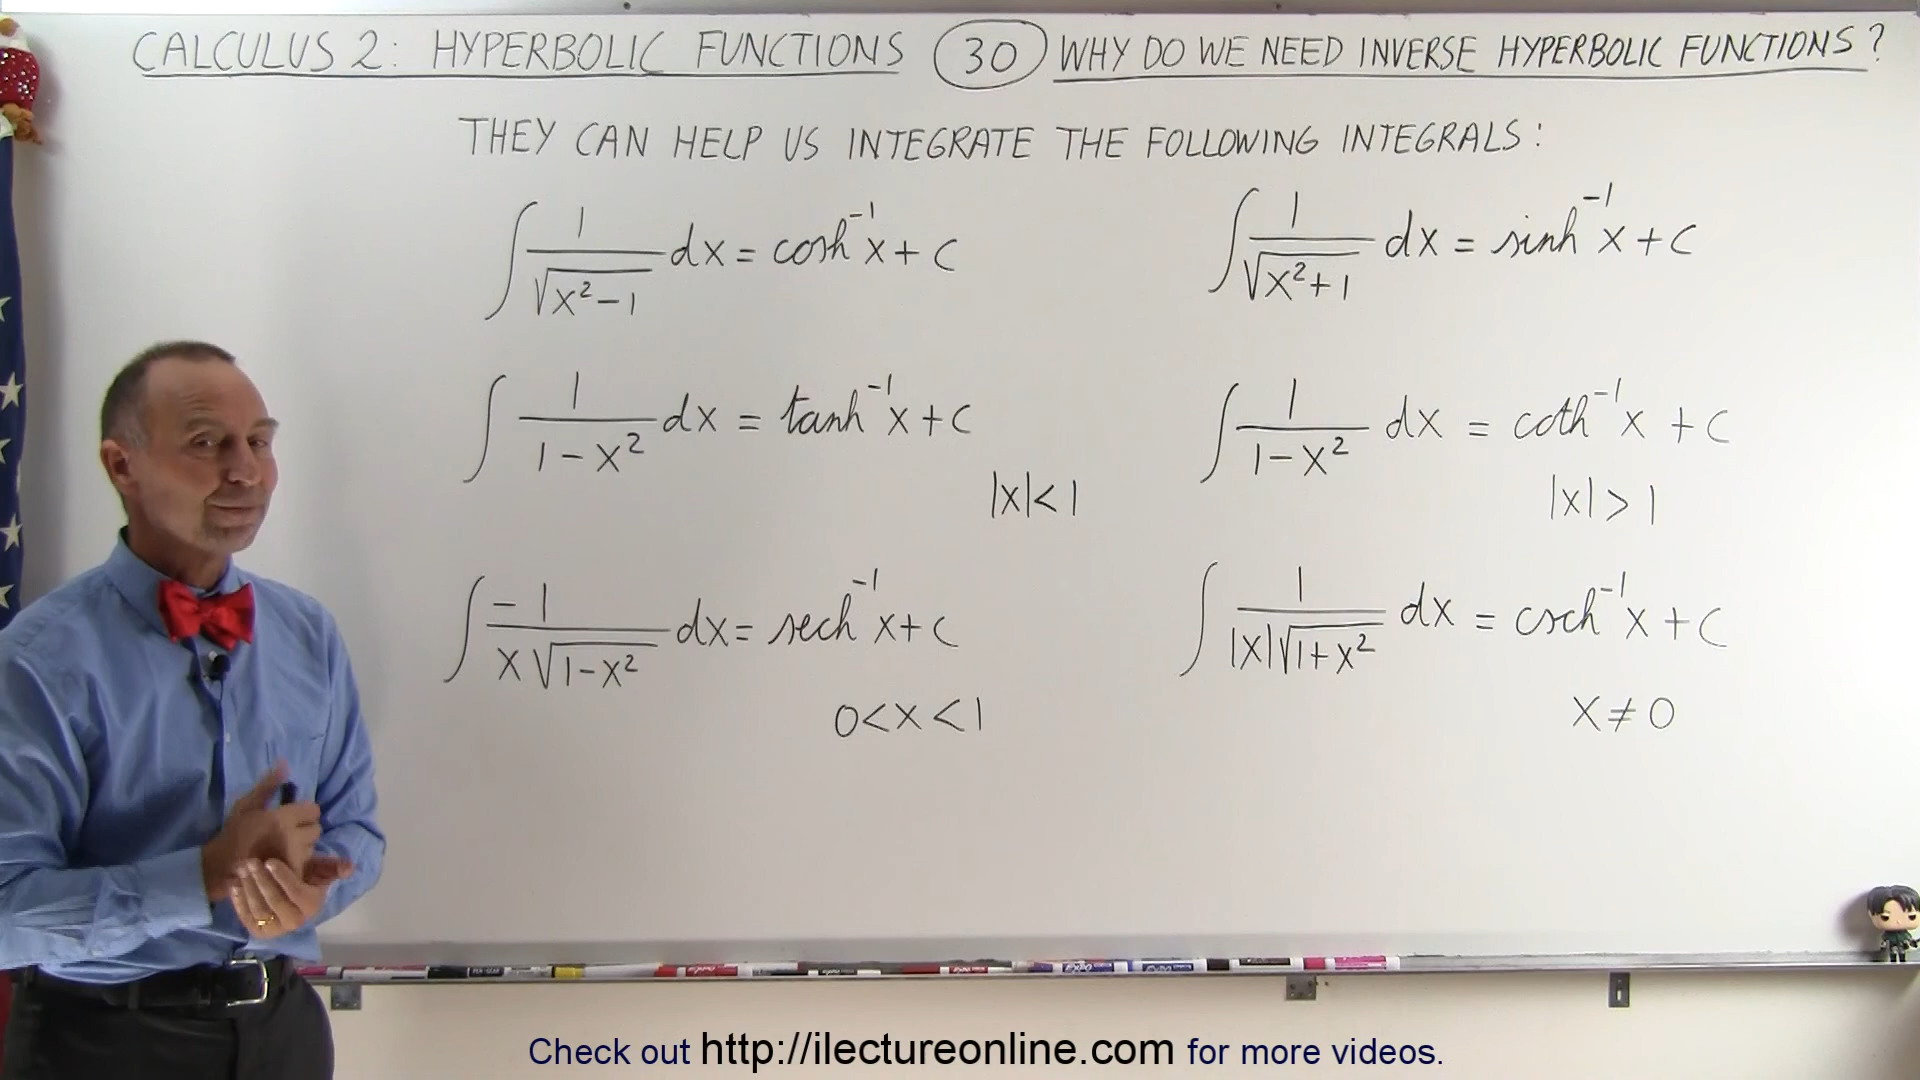 CALCULUS 2: HYPERBOLIC FUNCTIONS (30) WHY DO WE NEED INVERSE HYPERBOLIC FUNCTIONS?
THEY CAN HELP US INTEGRATE THE FOLLOWING INTEGRALS:
∫ 1/√(x²-1) dx = cosh⁻¹x + C
∫ 1/√(x²+1) dx = sinh⁻¹x + C
∫ 1/(1-x²) dx = tanh⁻¹x + C
|x| < 1
∫ 1/(1-x²) dx = coth⁻¹x + C
|x| > 1
∫ -1/(x√(1-x²)) dx = sech⁻¹x + C
0 < x < 1
∫ 1/(|x|√(1+x²)) dx = csch⁻¹x + C
x ≠ 0
Check out http://ilectureonline.com for more videos.